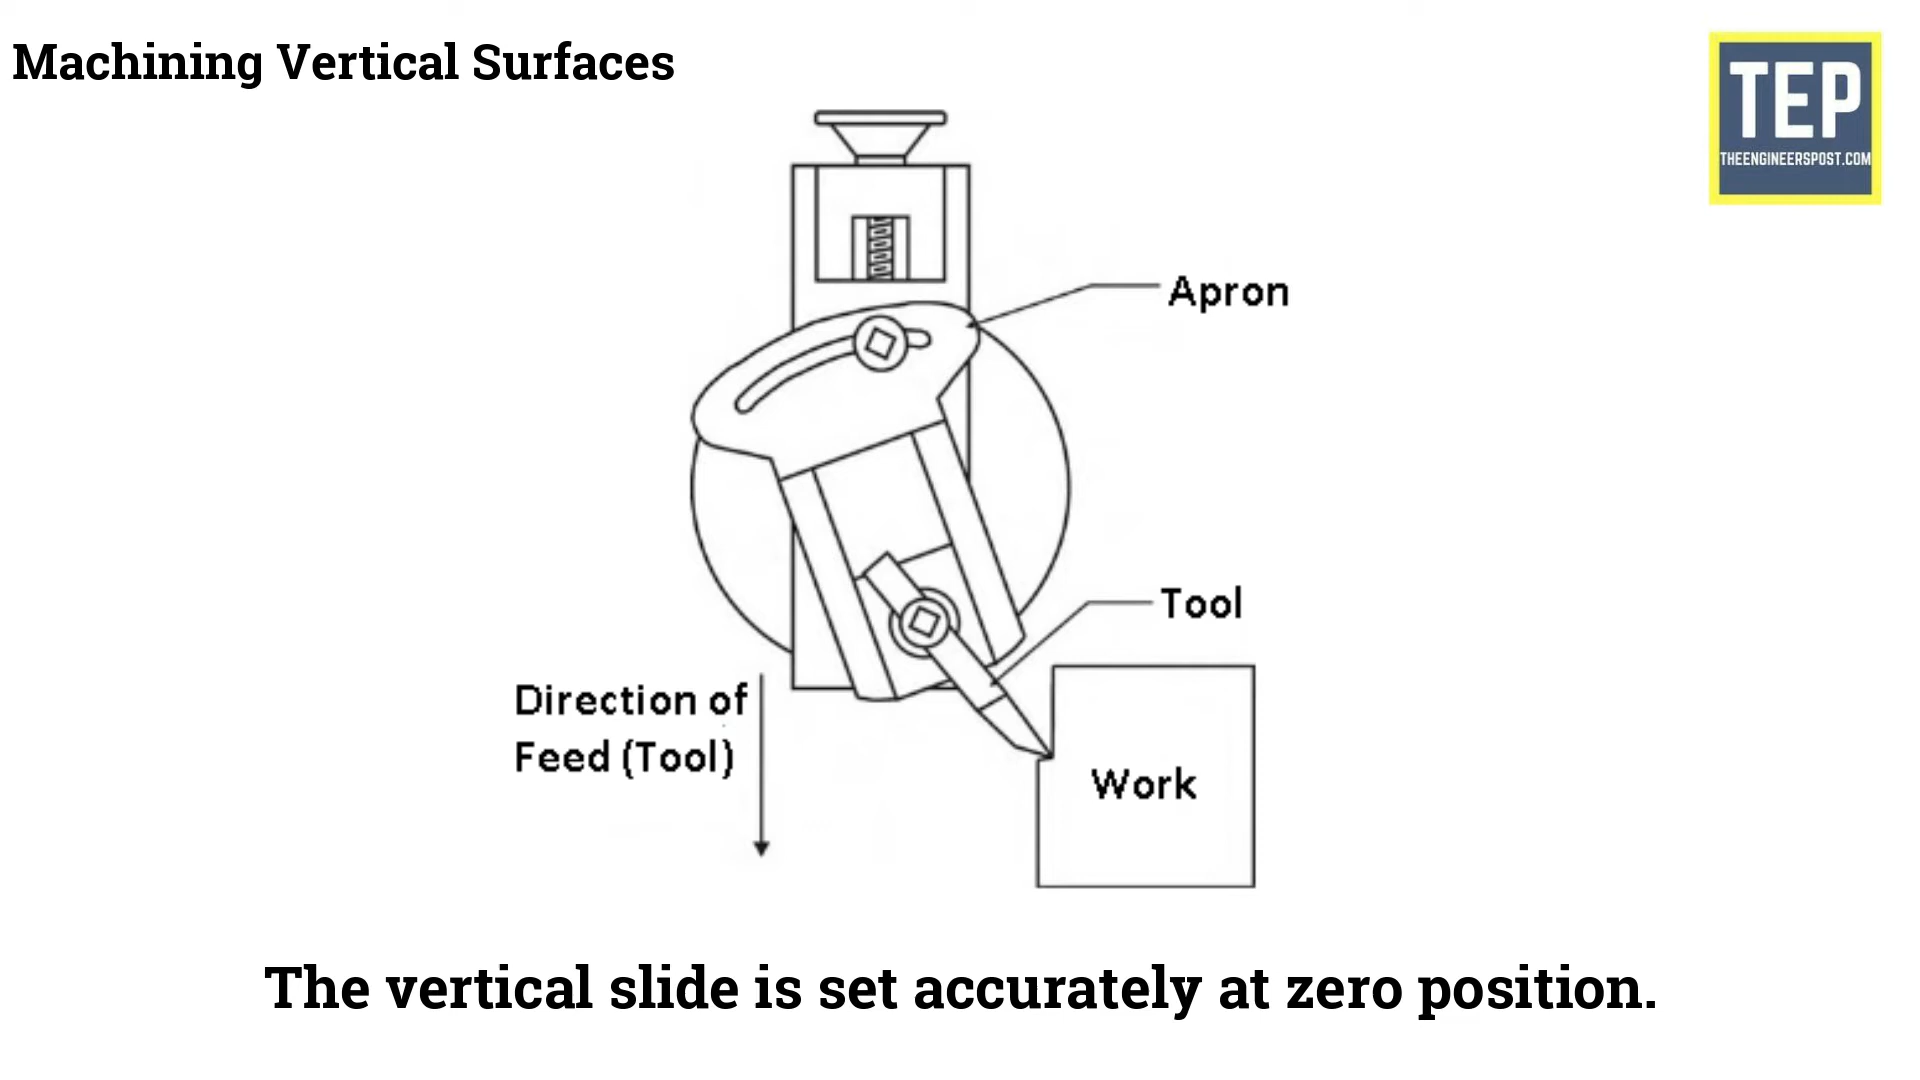 Machining Vertical Surfaces
TEP
THEENGINEERSPOST.COM
Apron
Tool
Direction of
Feed (Tool)
Work
The vertical slide is set accurately at zero position.